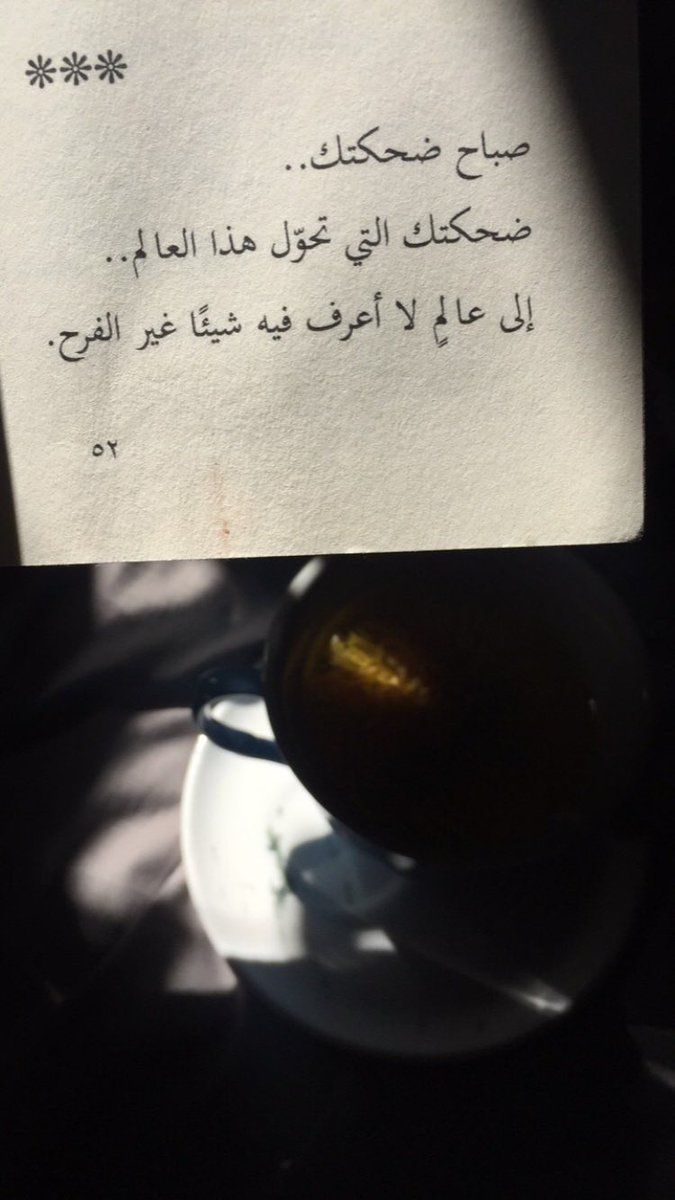 ***
صباح ضحكتك..
ضحكتك التي تحوّل هذا العالم..
إلى عالمٍ لا أعرف فيه شيئًا غير الفرح.
٥٢